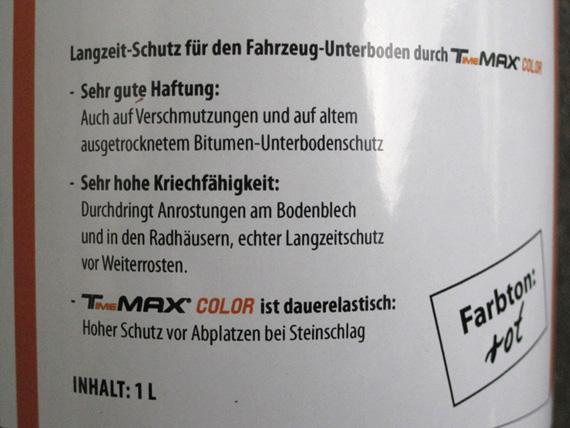 Langzeit-Schutz für den Fahrzeug-Unterboden durch TIMEMAX COLOR
- Sehr gute Haftung:
Auch auf Verschmutzungen und auf altem
ausgetrocknetem Bitumen-Unterbodenschutz
- Sehr hohe Kriechfähigkeit:
Durchdringt Anrostungen am Bodenblech
und in den Radhäusern, echter Langzeitschutz
vor Weiterrosten.
- TIMEMAX COLOR ist dauerelastisch:
Hoher Schutz vor Abplatzen bei Steinschlag
Farbton:
rot
INHALT: 1 L